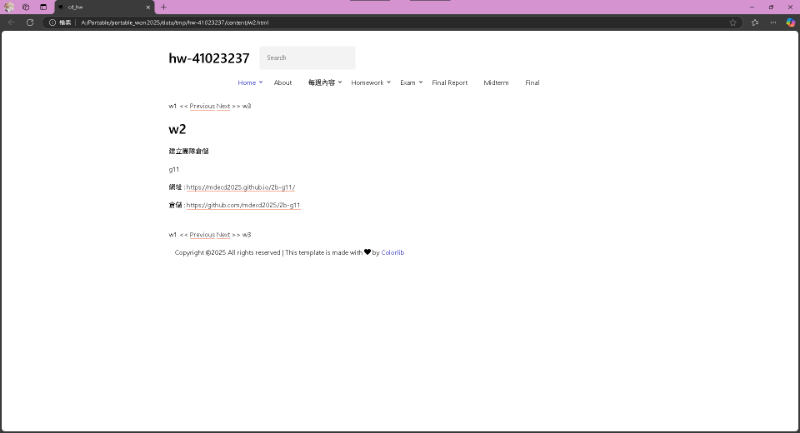 cd_hw
檔案 A:/Portable/portable_wcm2025/data/tmp/hw-41023237/content/w2.html
hw-41023237
Search
Home About 每週內容 Homework Exam Final Report Midterm Final
w1 << Previous Next >> w3
w2
建立團隊倉儲
g11
網址 : https://mdecd2025.github.io/2b-g11/
倉儲 : https://github.com/mdecd2025/2b-g11
w1 << Previous Next >> w3
Copyright ©2025 All rights reserved | This template is made with ♥ by Colorlib